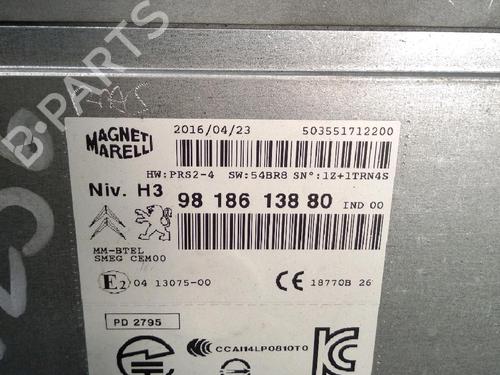 B-PARTS
MAGNETI
MARELLI
2016/04/23 503551712200
HW:PRS2-4 SW:54BR8 SN°:1Z+1TRN4S
Niv. H3 98 186 138 80 IND 00
MM-BTEL
SMEG CEM00
E2 04 13075-00 CE 18770B 26
PD 2795
CCAI14LP0810T0